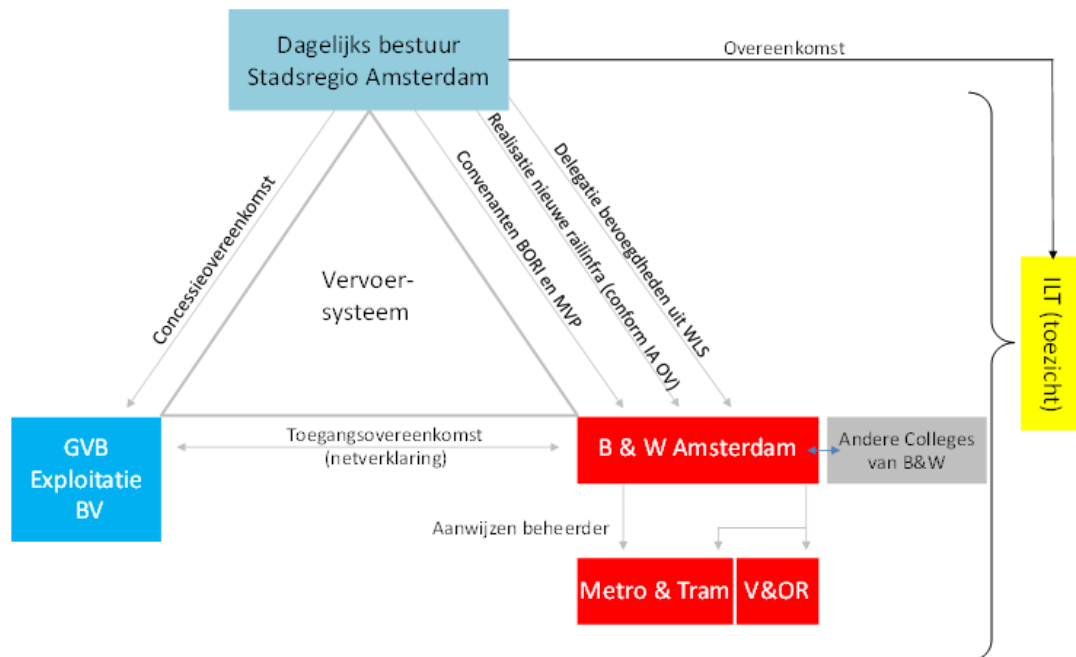 Dagelijks bestuur
Stadsregio Amsterdam
Overeenkomst
Concessieovereenkomst
Convenanten BORI en MVP
Realisatie nieuwe railinfra (conform IA OV)
Delegatie bevoegdheden uit WLS
Vervoer-
systeem
ILT (toezicht)
GVB
Exploitatie
BV
Toegangsovereenkomst
(netverklaring)
B & W Amsterdam
Andere Colleges
van B&W
Aanwijzen beheerder
Metro & Tram
V&OR